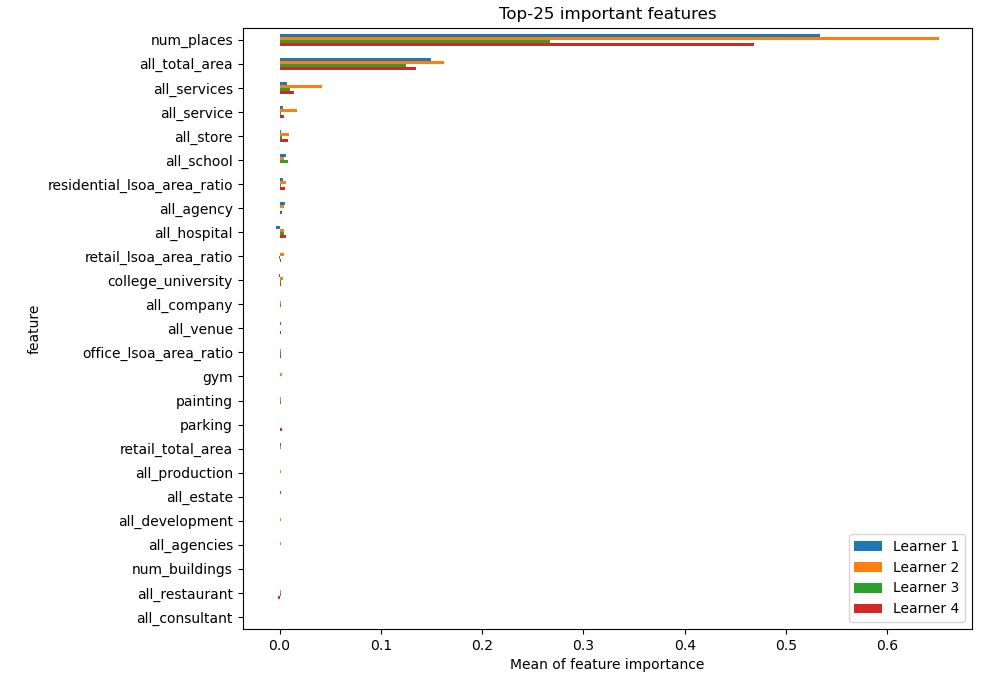 Top-25 important features
num_places
all_total_area
all_services
all_service
all_store
all_school
residential_lsoa_area_ratio
all_agency
all_hospital
retail_lsoa_area_ratio
college_university
all_company
all_venue
office_lsoa_area_ratio
gym
painting
parking
retail_total_area
all_production
all_estate
all_development
all_agencies
num_buildings
all_restaurant
all_consultant
feature
Learner 1
Learner 2
Learner 3
Learner 4
0.0 0.1 0.2 0.3 0.4 0.5 0.6
Mean of feature importance